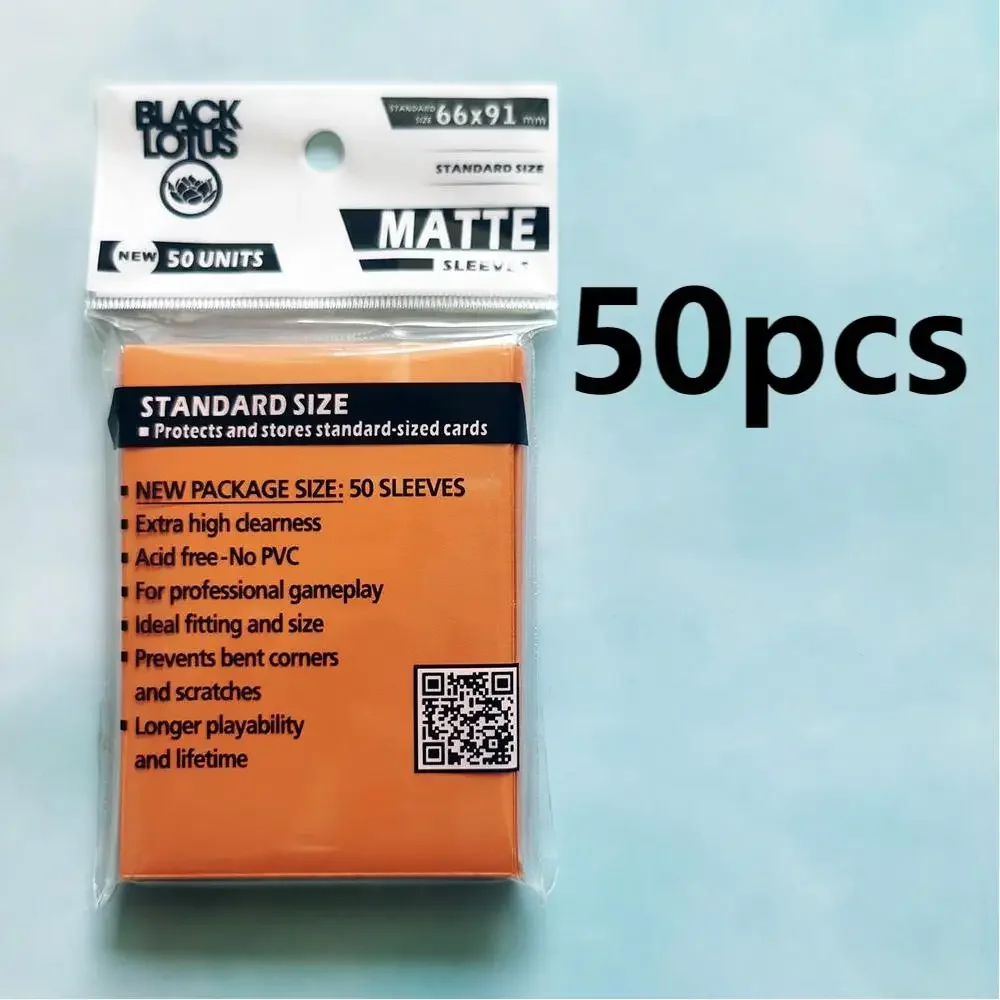 BLACK
LOTUS
STANDARD
SIZE 66x91 mm
STANDARD SIZE
MATTE
NEW 50 UNITS
50pcs
STANDARD SIZE
▪ Protects and stores standard-sized cards
▪ NEW PACKAGE SIZE: 50 SLEEVES
▪ Extra high clearness
▪ Acid free-No PVC
▪ For professional gameplay
▪ Ideal fitting and size
▪ Prevents bent corners
and scratches
▪ Longer playability
and lifetime